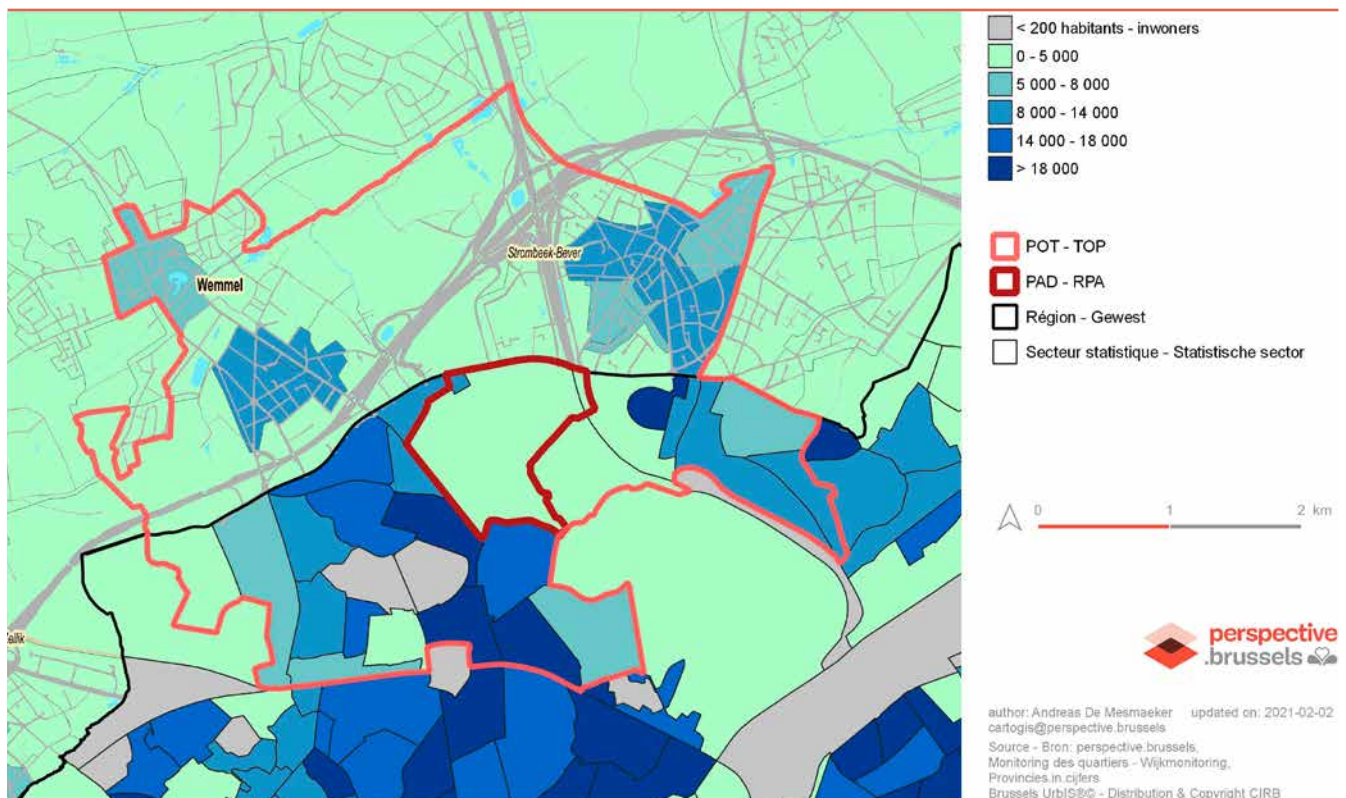 < 200 habitants - inwoners
0 - 5 000
5 000 - 8 000
8 000 - 14 000
14 000 - 18 000
> 18 000
POT - TOP
PAD - RPA
Région - Gewest
Secteur statistique - Statistische sector
Strombeek-Bever
Wemmel
0 1 2 km
perspective
.brussels
author: Andreas De Mesmaeker updated on: 2021-02-02
cartogis@perspective.brussels
Source - Bron: perspective.brussels,
Monitoring des quartiers - Wijkmonitoring,
Provincies.in.cijfers
Brussels UrbIS®© - Distribution & Copyright CIRB